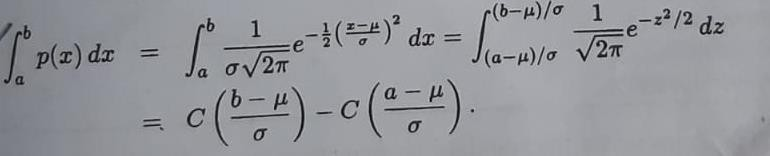 ∫_a^b p(x) dx = ∫_a^b 1/(σ√2π) e^{-1/2((x-μ)/σ)^2} dx = ∫_{(a-μ)/σ}^{(b-μ)/σ} 1/√2π e^{-z^2/2} dz
= C((b-μ)/σ) - C((a-μ)/σ).